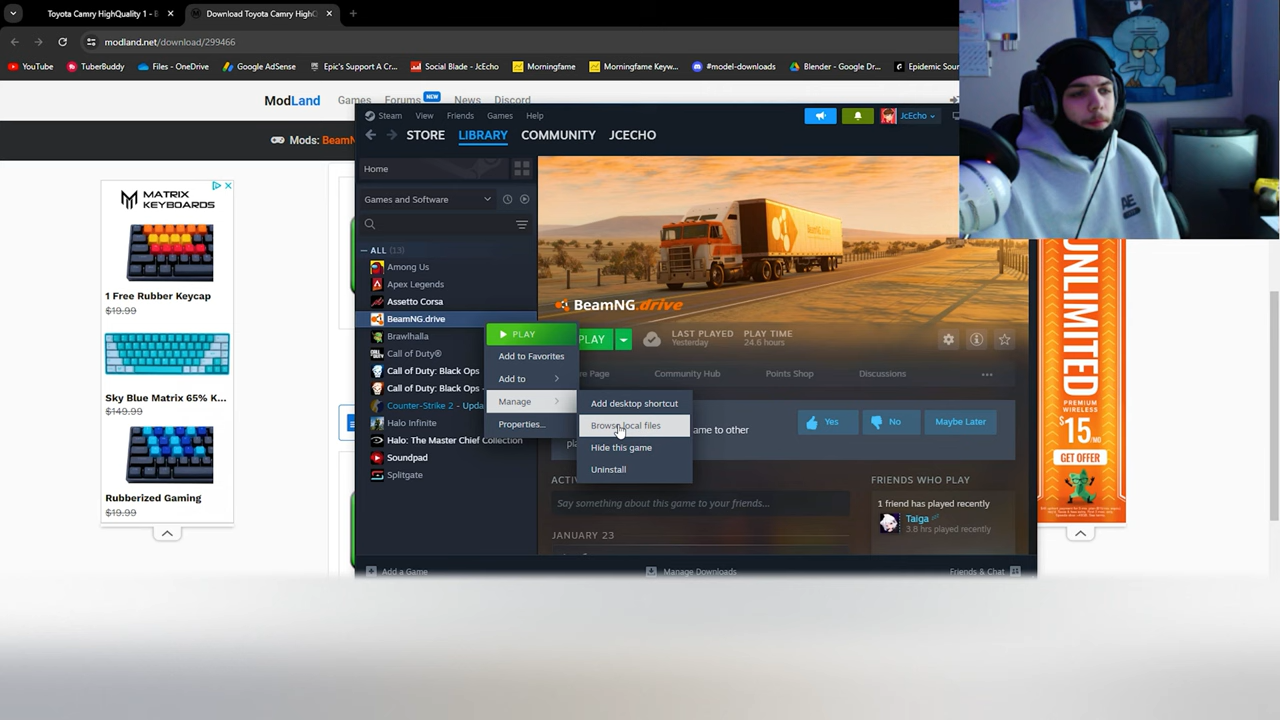 Toyota Camry HighQuality 1 - B
Download Toyota Camry HighQ
modland.net/download/299466
YouTube
TuberBuddy
Files - OneDrive
Google Adsense
Epic's Support A Cr...
Social Blade - JcEcho
Morningfame
Morningfame Keyw...
#model-downloads
Blender - Google Dr...
Epidemic Soun
ModLand
Games
Forums
NEW
News
Discord
Mods: BeamN
MATRIX
KEYBOARDS
1 Free Rubber Keycap
$19.99
Sky Blue Matrix 65% K...
$149.99
Rubberized Gaming
$19.99
Steam
View
Friends
Games
Help
JcEcho
STORE
LIBRARY
COMMUNITY
JCECHO
Home
Games and Software
ALL (13)
Among Us
Apex Legends
Assetto Corsa
BeamNG.drive
Brawlhalla
Call of Duty®
Call of Duty: Black Ops
Call of Duty: Black Ops -
Counter-Strike 2 - Upda
Halo Infinite
Halo: The Master Chief Collection
Soundpad
Splitgate
PLAY
Add to Favorites
Add to
Manage
Properties...
Add desktop shortcut
Browse local files
Hide this game
Uninstall
BeamNG.drive
BeamNG.drive
PLAY
LAST PLAYED
Yesterday
PLAY TIME
24.6 hours
re Page
Community Hub
Points Shop
Discussions
ame to other
pla
Yes
No
Maybe Later
ACTIV
Say something about this game to your friends...
JANUARY 23
FRIENDS WHO PLAY
1 friend has played recently
Taiga
3.8 hrs played recently
Add a Game
Manage Downloads
Friends & Chat
UNLIMITED
PREMIUM
WIRELESS
$15/MO
GET OFFER